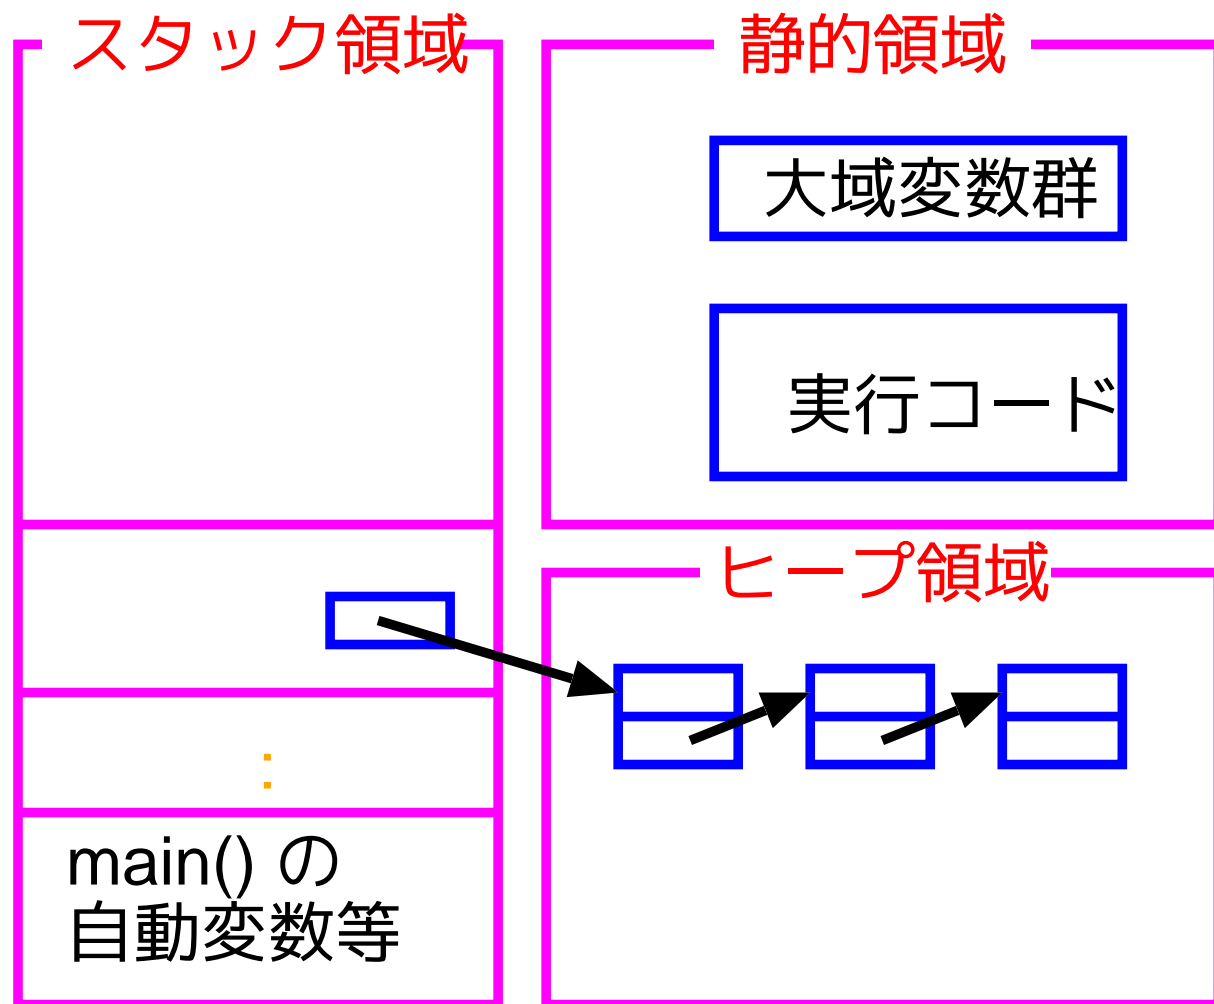 スタック領域
静的領域
大域変数群
実行コード
ヒープ領域
:
main() の
自動変数等